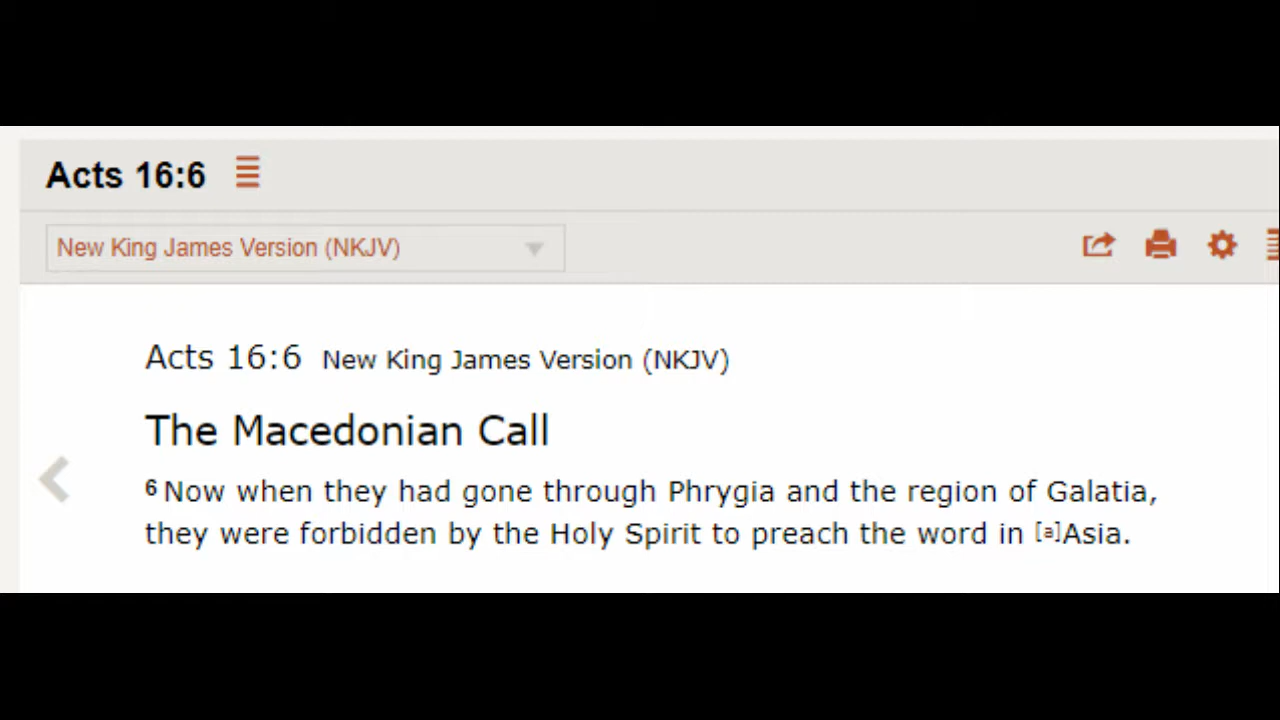 Acts 16:6
New King James Version (NKJV)
Acts 16:6 New King James Version (NKJV)
The Macedonian Call
6 Now when they had gone through Phrygia and the region of Galatia,
they were forbidden by the Holy Spirit to preach the word in [a]Asia.